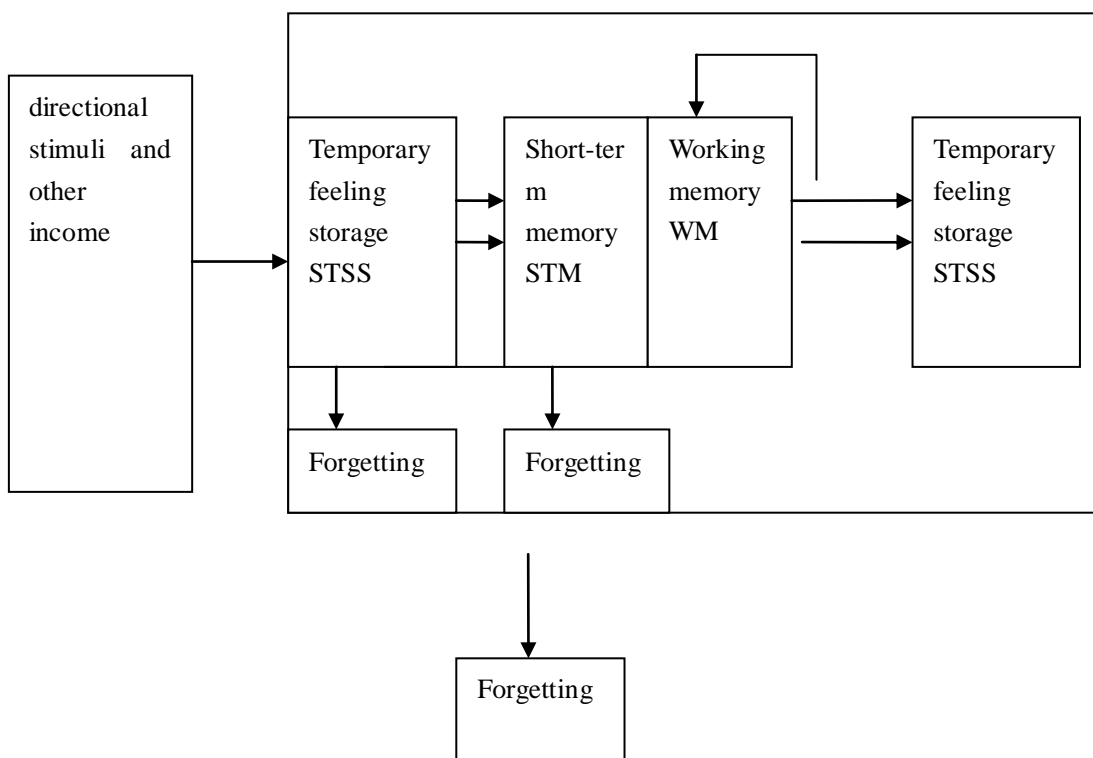 directional
stimuli and
other
income
Temporary
feeling
storage
STSS
Short-ter
m
memory
STM
Working
memory
WM
Temporary
feeling
storage
STSS
Forgetting
Forgetting
Forgetting